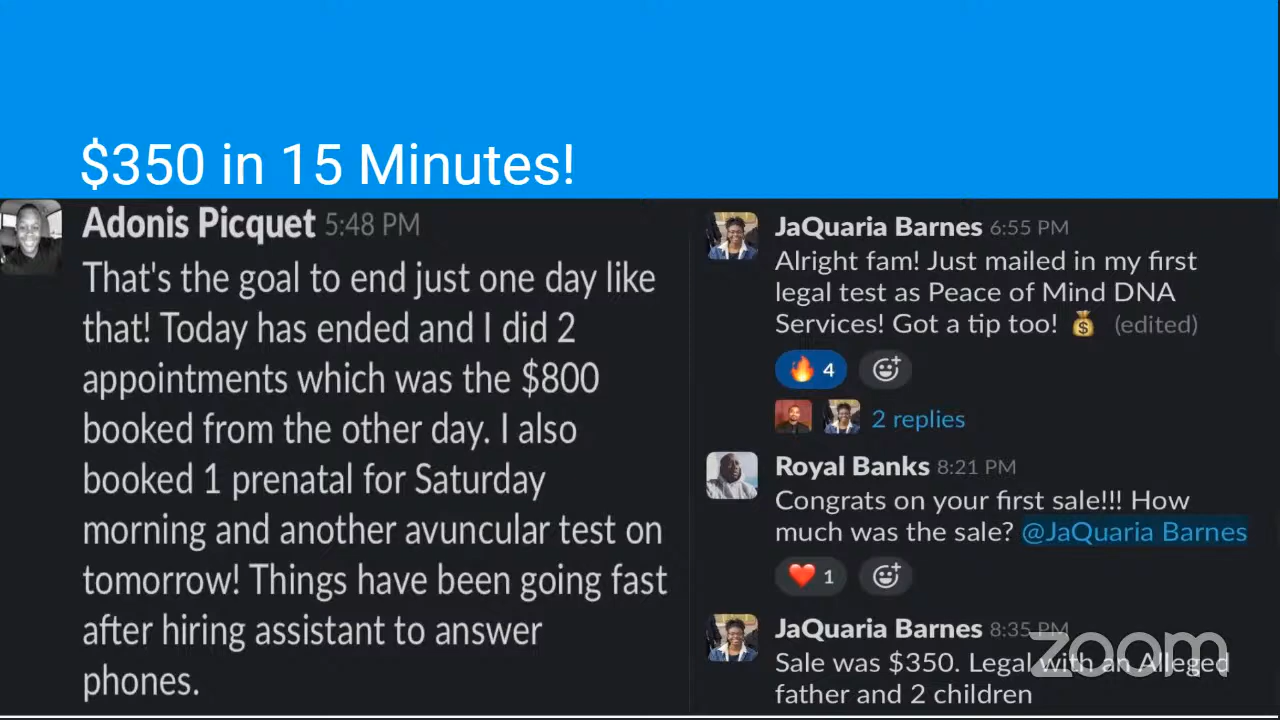 $350 in 15 Minutes!
Adonis Picquet 5:48 PM
That's the goal to end just one day like
that! Today has ended and I did 2
appointments which was the $800
booked from the other day. I also
booked 1 prenatal for Saturday
morning and another avuncular test on
tomorrow! Things have been going fast
after hiring assistant to answer
phones.
JaQuaria Barnes 6:55 PM
Alright fam! Just mailed in my first
legal test as Peace of Mind DNA
Services! Got a tip too! 💰 (edited)
🔥 4
2 replies
Royal Banks 8:21 PM
Congrats on your first sale!!! How
much was the sale? @JaQuaria Barnes
❤️ 1
JaQuaria Barnes 8:35 PM
Sale was $350. Legal with an Alleged
father and 2 children
zoom